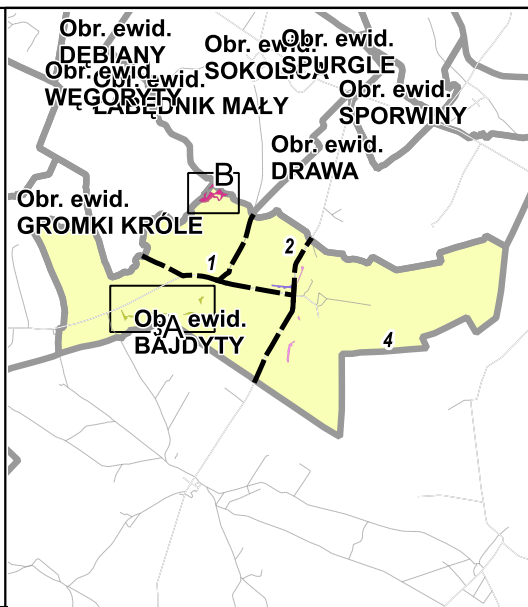 Obr. ewid.
DĘBIANY
Obr. ewid.
SOKOLICA
Obr. ewid.
SPURGLE
Obr. ewid.
WĘGORYTY
Obr. ewid.
ŁABĘDNIK MAŁY
Obr. ewid.
SPORWINY
Obr. ewid.
DRAWA
B
Obr. ewid.
GROMKI KRÓLE
1
2
Obr. ewid.
BAJDYTY
A
4